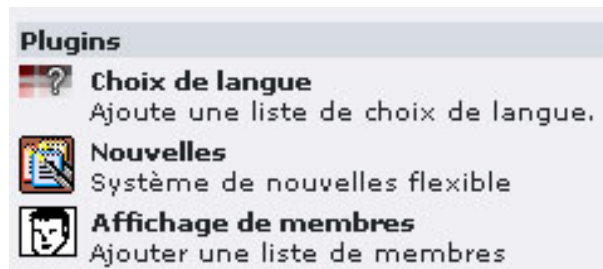 Plugins
Choix de langue
Ajoute une liste de choix de langue.
Nouvelles
Système de nouvelles flexible
Affichage de membres
Ajouter une liste de membres